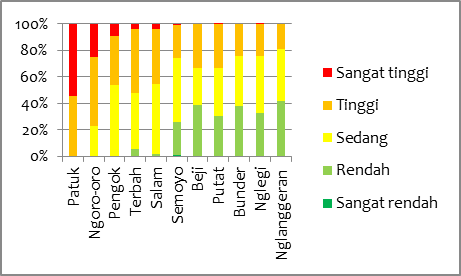 100%
80%
60%
40%
20%
0%
Patuk
Ngoro-oro
Pengok
Terbah
Salam
Semoyo
Beji
Putat
Bunder
Nglegi
Nglanggeran
Sangat tinggi
Tinggi
Sedang
Rendah
Sangat rendah